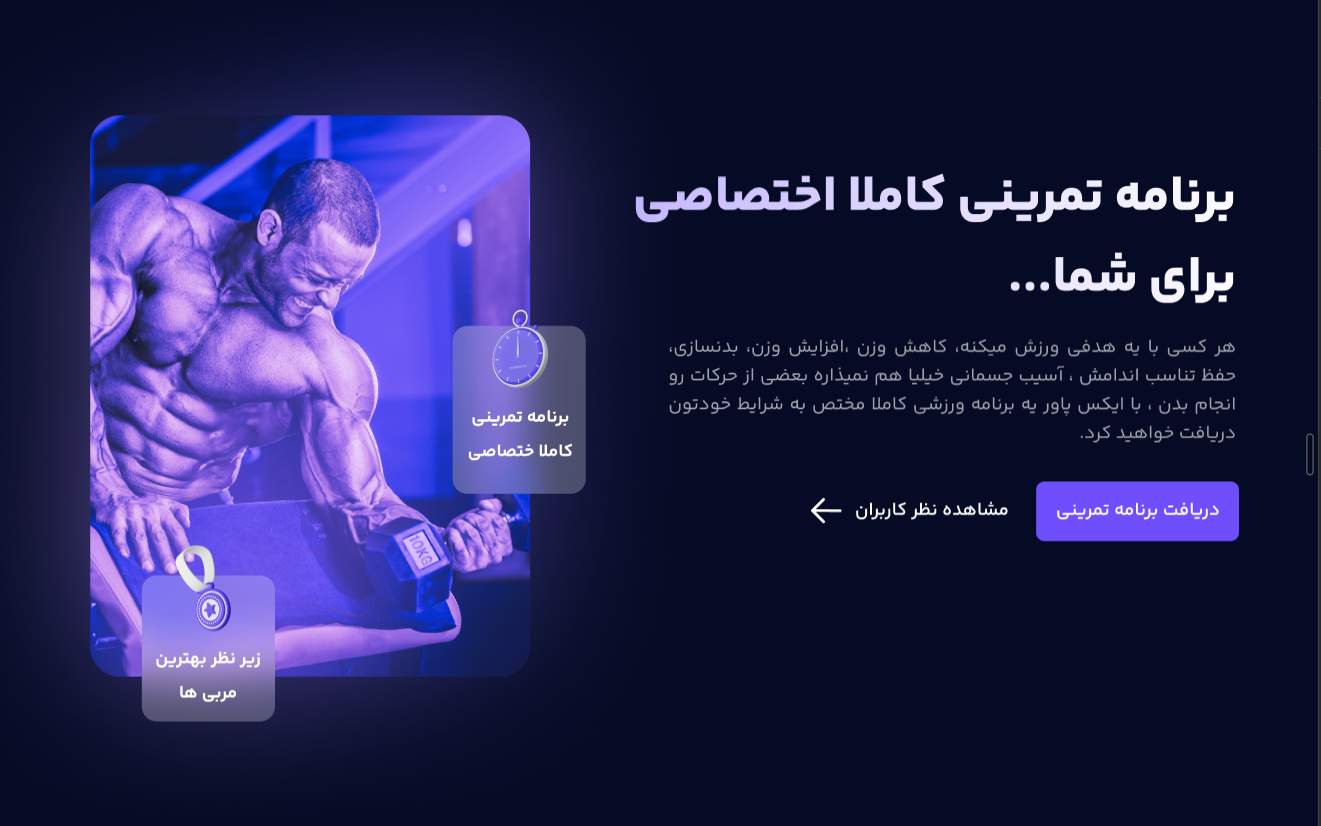 برنامه تمرینی کاملا اختصاصی
برای شما...
هر کسی با یه هدفی ورزش میکنه، کاهش وزن ،افزایش وزن، بدنسازی،
حفظ تناسب اندامش ، آسیب جسمانی خیلیا هم نمیذاره بعضی از حرکات رو
انجام بدن ، با ایکس پاور یه برنامه ورزشی کاملا مختص به شرایط خودتون
دریافت خواهید کرد.
دریافت برنامه تمرینی
مشاهده نظر کاربران
برنامه تمرینی
کاملا ختصاصی
10KG
زیر نظر بهترین
مربی ها